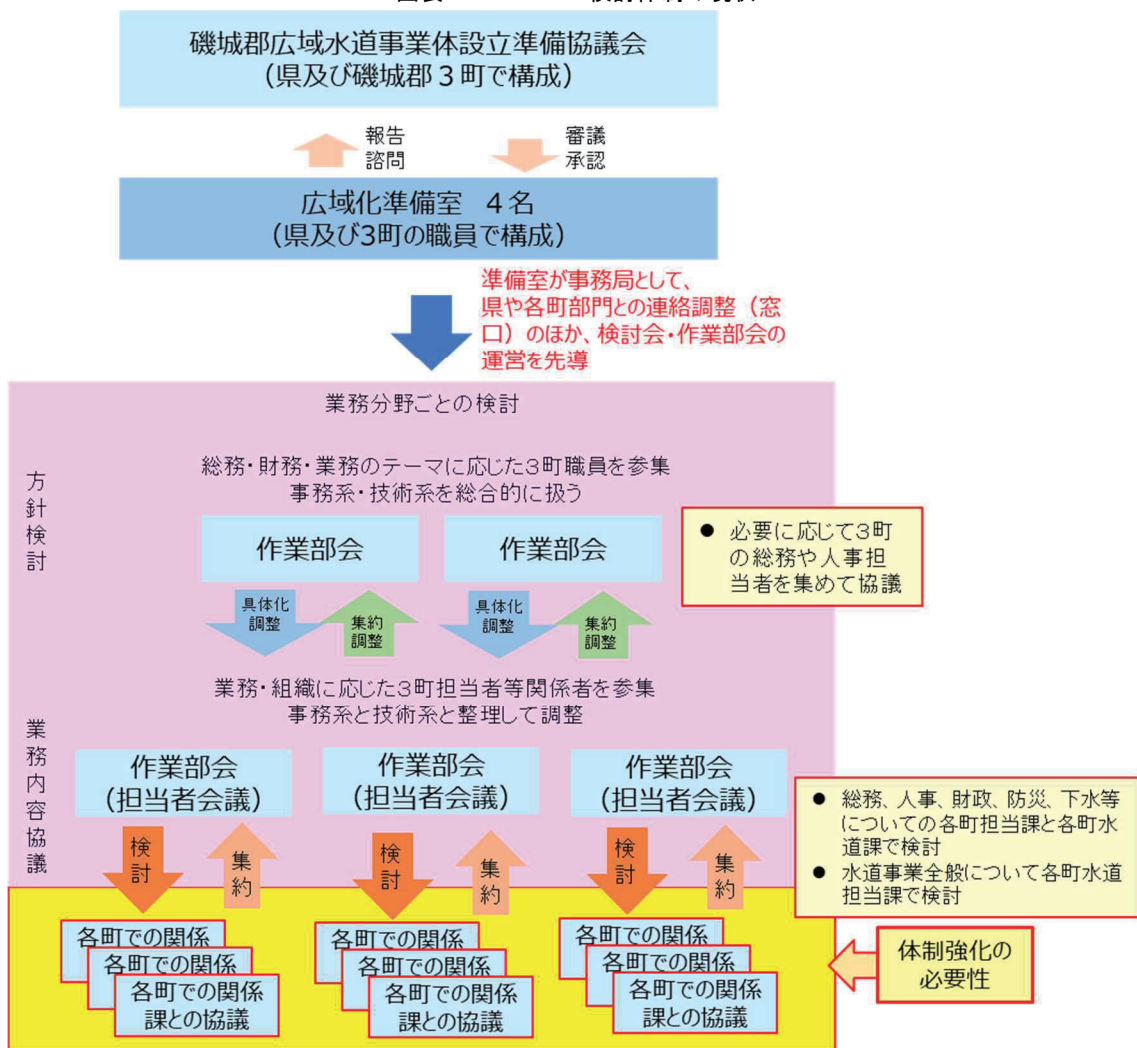 磯城郡広域水道事業体設立準備協議会
（県及び磯城郡３町で構成）
報告
諮問
審議
承認
広域化準備室　４名
（県及び3町の職員で構成）
準備室が事務局として、
県や各町部門との連絡調整（窓
口）のほか、検討会・作業部会の
運営を先導
業務分野ごとの検討
総務・財務・業務のテーマに応じた３町職員を参集
事務系・技術系を総合的に扱う
方針検討
作業部会
作業部会
● 必要に応じて３町
の総務や人事担
当者を集めて協議
具体化
調整
集約
調整
具体化
調整
集約
調整
業務・組織に応じた３町担当者等関係者を参集
事務系と技術系と整理して調整
業務内容協議
作業部会
（担当者会議）
作業部会
（担当者会議）
作業部会
（担当者会議）
● 総務、人事、財政、防災、下水等
についての各町担当課と各町水
道課で検討
● 水道事業全般について各町水道
担当課で検討
検討
集約
検討
集約
検討
集約
各町での関係
各町での関係
各町での関係
課との協議
各町での関係
各町での関係
各町での関係
課との協議
各町での関係
各町での関係
各町での関係
課との協議
体制強化の
必要性